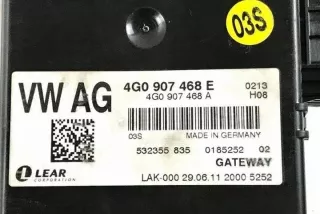 03S
VW AG
4G0 907 468 E
0213
4G0 907 468 A
H08
03S
MADE IN GERMANY
532355 835
0185252
02
GATEWAY
LEAR
CORPORATION
LAK-000 29.06.11 2000 5252